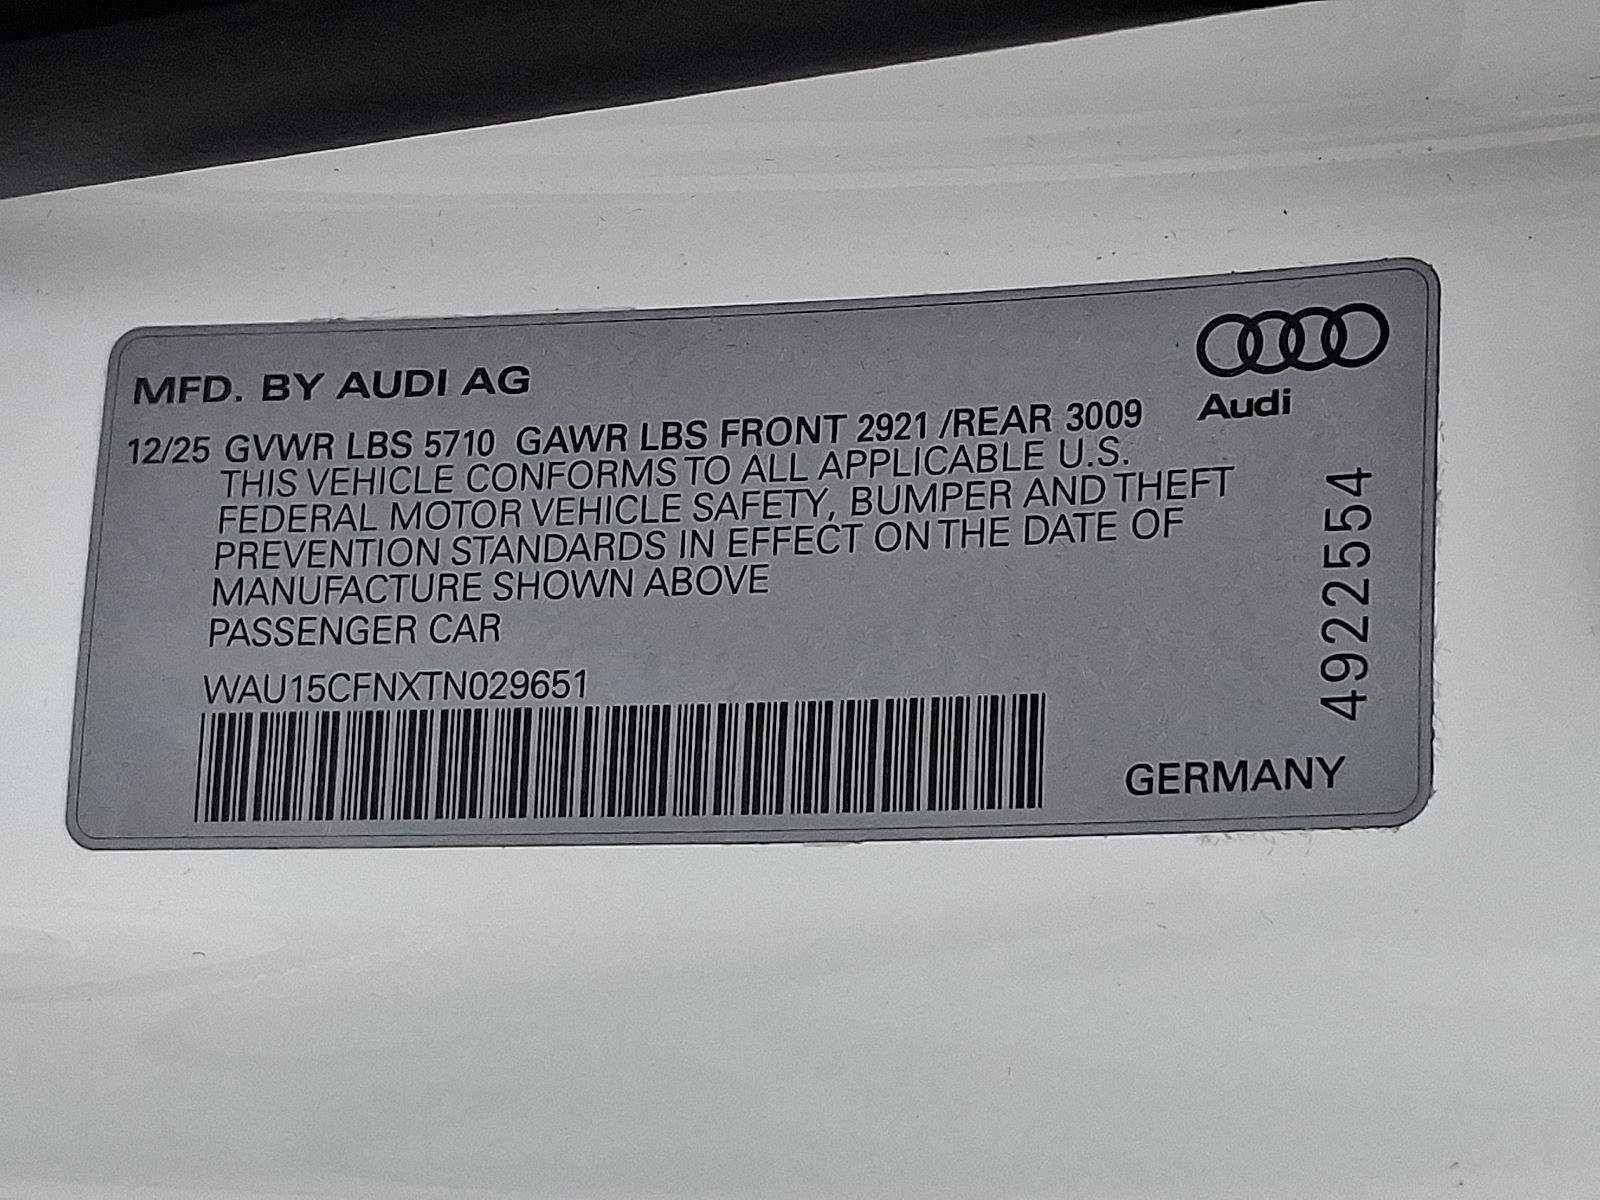 MFD. BY AUDI AG
Audi
12/25 GVWR LBS 5710 GAWR LBS FRONT 2921 /REAR 3009
THIS VEHICLE CONFORMS TO ALL APPLICABLE U.S.
FEDERAL MOTOR VEHICLE SAFETY, BUMPER AND THEFT
PREVENTION STANDARDS IN EFFECT ON THE DATE OF
MANUFACTURE SHOWN ABOVE
PASSENGER CAR
WAU15CFNXTN029651
4922554
GERMANY